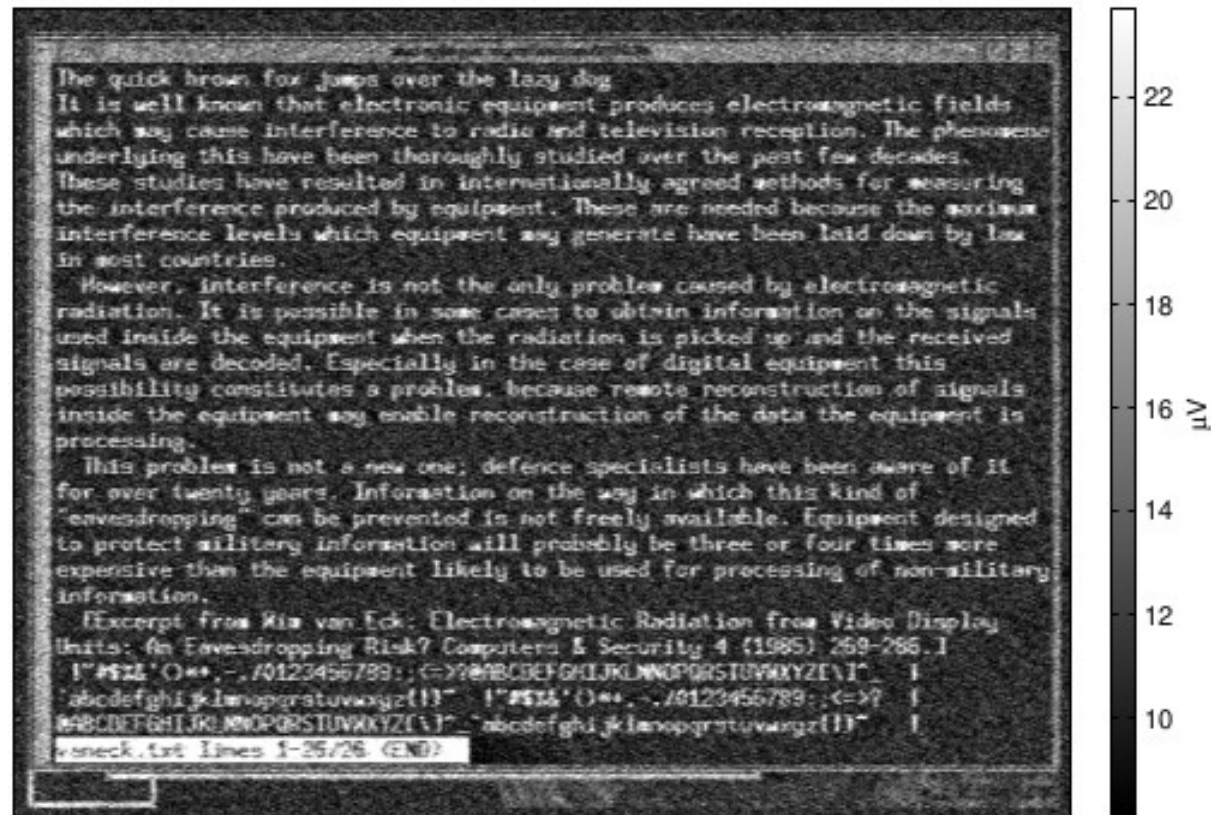 The quick brown fox jumps over the lazy dog
It is well known that electronic equipment produces electromagnetic fields
which may cause interference to radio and television reception. The phenomena
underlying this have been thoroughly studied over the past few decades.
These studies have resulted in internationally agreed methods for measuring
the interference produced by equipment. These are needed because the maximum
interference levels which equipment may generate have been laid down by law
in most countries.
However, interference is not the only problem caused by electromagnetic
radiation. It is possible in some cases to obtain information on the signals
used inside the equipment when the radiation is picked up and the received
signals are decoded. Especially in the case of digital equipment this
possibility constitutes a problem, because remote reconstruction of signals
inside the equipment may enable reconstruction of the data the equipment is
processing.
This problem is not a new one; defence specialists have been aware of it
for over twenty years. Information on the way in which this kind of
"eavesdropping" can be prevented is not freely available. Equipment designed
to protect military information will probably be three or four times more
expensive than the equipment likely to be used for processing of non-military
information.
[Excerpt from Wim van Eck: Electromagnetic Radiation from Video Display
Units: An Eavesdropping Risk? Computers & Security 4 (1985) 269-286.]
!"#$%&'()*+,-./0123456789:;<=>?@ABCDEFGHIJKLMNOPQRSTUVWXYZ[\]^_ |
`abcdefghijklmnopqrstuvwxyz{|}~ !"#$%&'()*+,-./0123456789:;<=>? |
@ABCDEFGHIJKLMNOPQRSTUVWXYZ[\]^_`abcdefghijklmnopqrstuvwxyz{|}~ |
vaneck.txt lines 1-26/26 (END)
22
20
18
16
14
12
10
µV